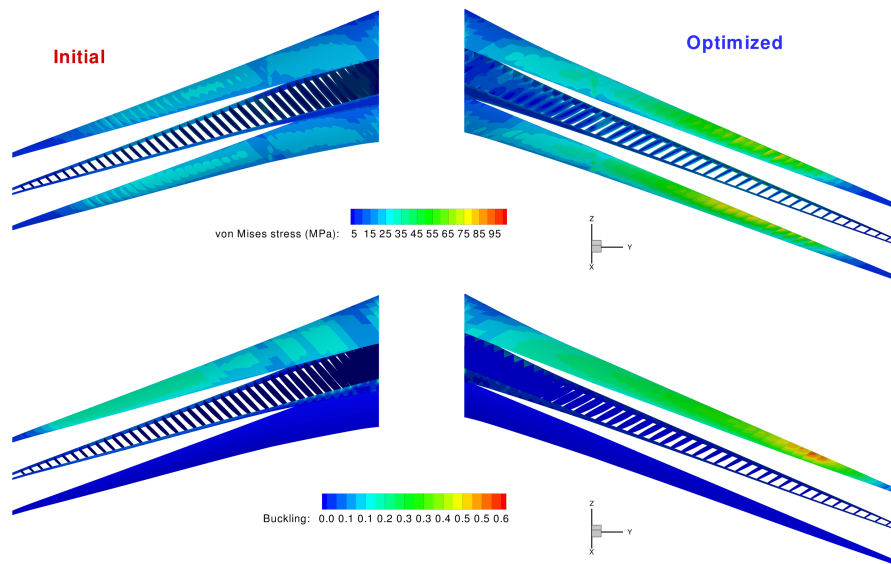 Initial
Optimized
von Mises stress (MPa): 5 15 25 35 45 55 65 75 85 95
Z
Y
X
Buckling: 0.0 0.1 0.1 0.2 0.3 0.3 0.4 0.5 0.5 0.6
Z
Y
X